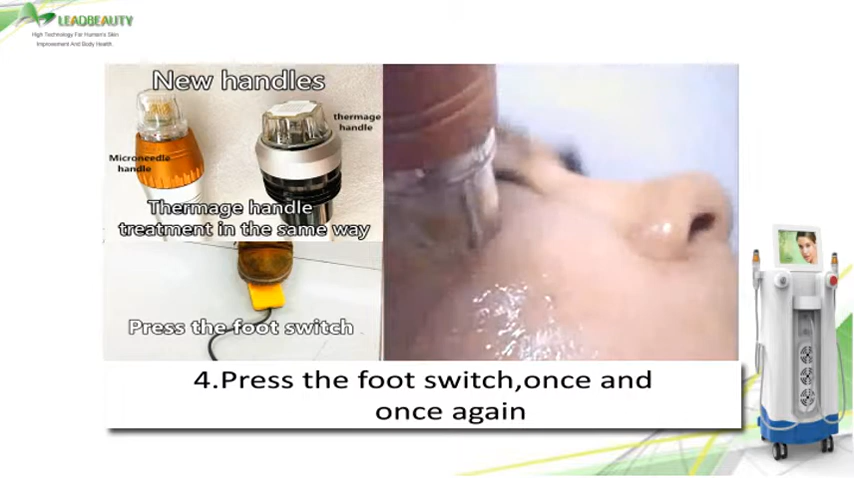 LEADBEAUTY
High Technology For Human's Skin
Improvement And Body Health.
New handles
thermage
handle
Microneedle
handle
Thermage handle
treatment in the same way
Press the foot switch
4.Press the foot switch,once and
once again